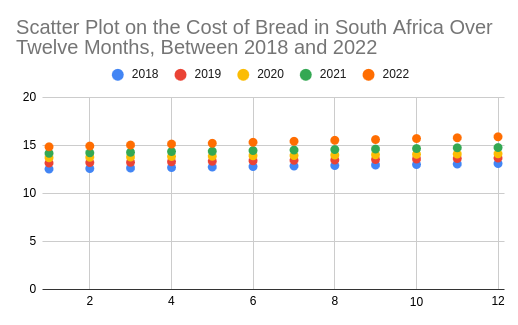 Scatter Plot on the Cost of Bread in South Africa Over
Twelve Months, Between 2018 and 2022
2018 2019 2020 2021 2022
20
15
10
5
0
2 4 6 8 10 12